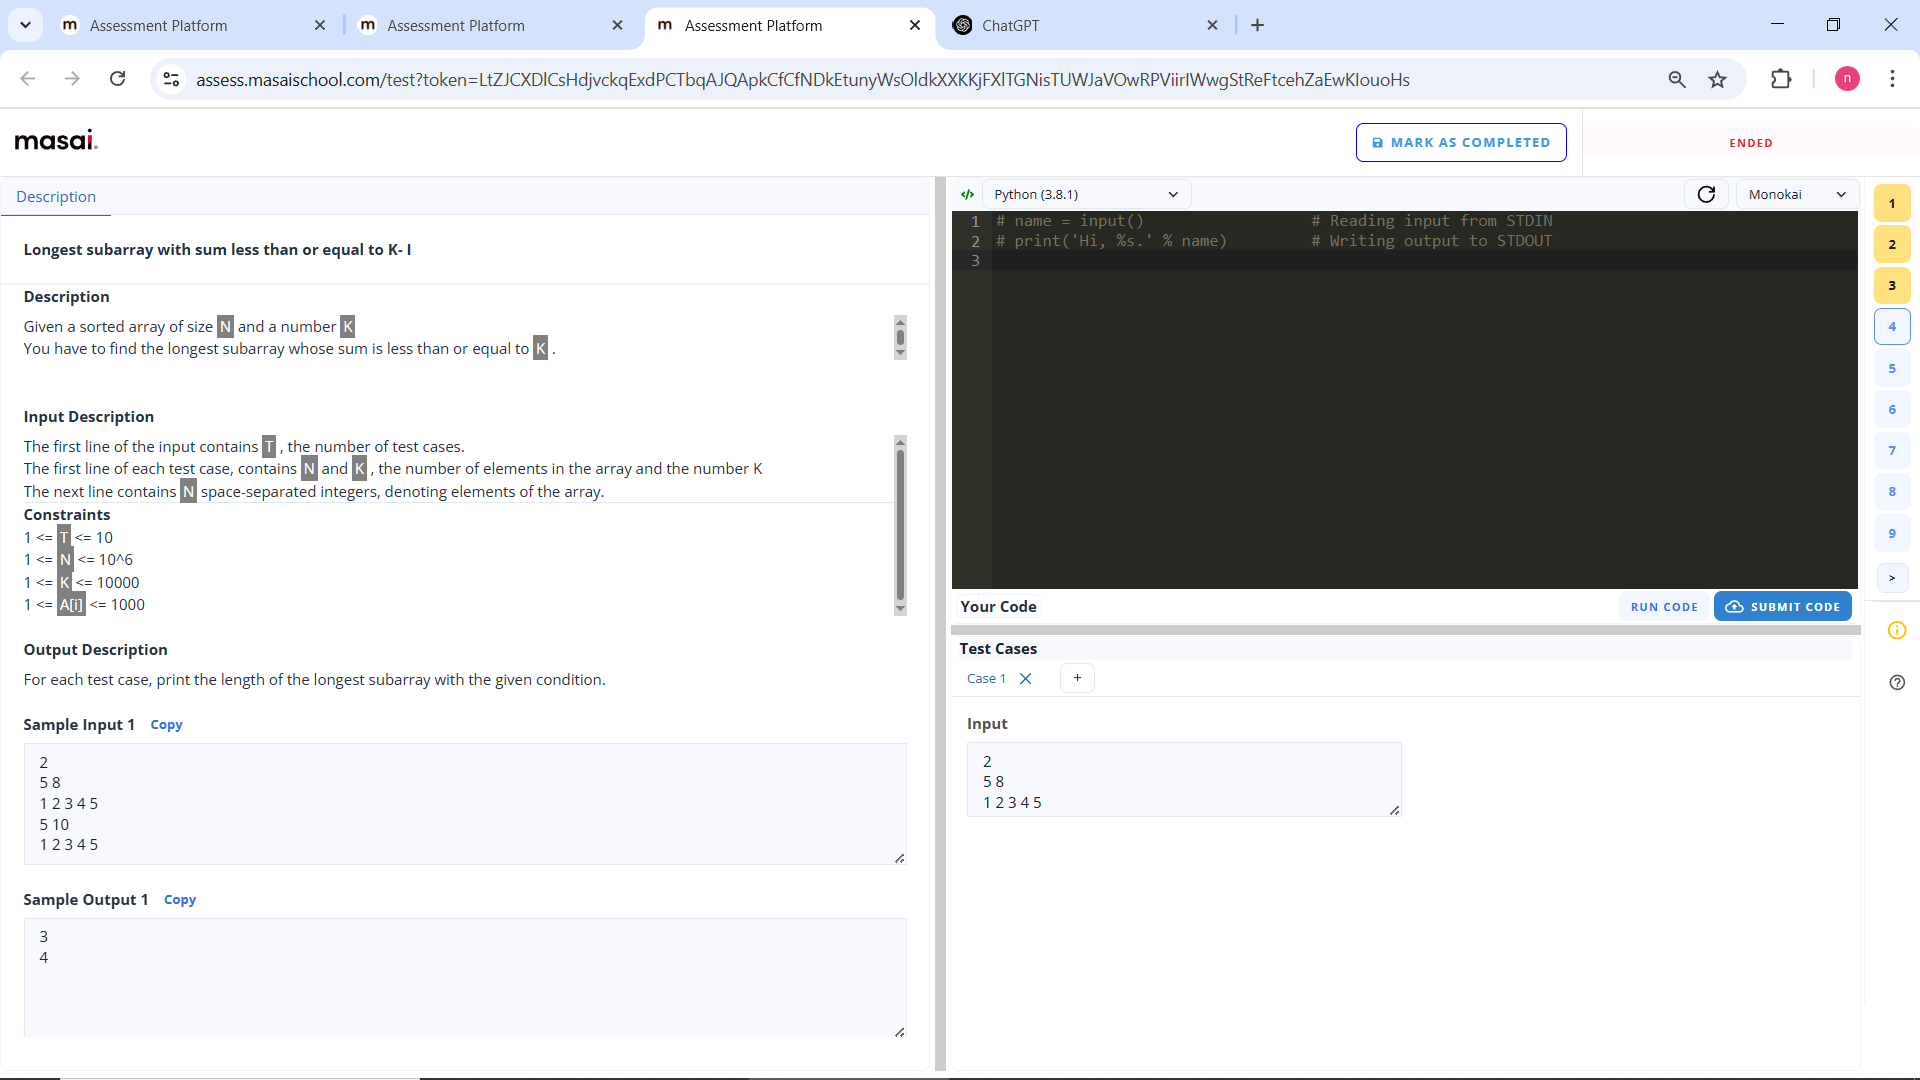 Assessment Platform
Assessment Platform
Assessment Platform
ChatGPT
assess.masaischool.com/test?token=LtZJCXDlCsHdjvckqExdPCTbqAJQApkCfCfNDkEtunyWsOldkXXKKjFXlTGNisTUWJaVOwRPViirIWwgStReFtcehZaEwKIouoHs
n
masai.
MARK AS COMPLETED
ENDED
Description
Longest subarray with sum less than or equal to K- I
Description
Given a sorted array of size N and a number K
You have to find the longest subarray whose sum is less than or equal to K .
Input Description
The first line of the input contains T , the number of test cases.
The first line of each test case, contains N and K , the number of elements in the array and the number K
The next line contains N space-separated integers, denoting elements of the array.
Constraints
1 <= T <= 10
1 <= N <= 10^6
1 <= K <= 10000
1 <= A[i] <= 1000
Output Description
For each test case, print the length of the longest subarray with the given condition.
Sample Input 1 Copy
2
5 8
1 2 3 4 5
5 10
1 2 3 4 5
Sample Output 1 Copy
3
4
</> Python (3.8.1)
Monokai
1 # name = input() # Reading input from STDIN
2 # print('Hi, %s.' % name) # Writing output to STDOUT
3
Your Code
RUN CODE
SUBMIT CODE
Test Cases
Case 1
+
Input
2
5 8
1 2 3 4 5
1
2
3
4
5
6
7
8
9
>